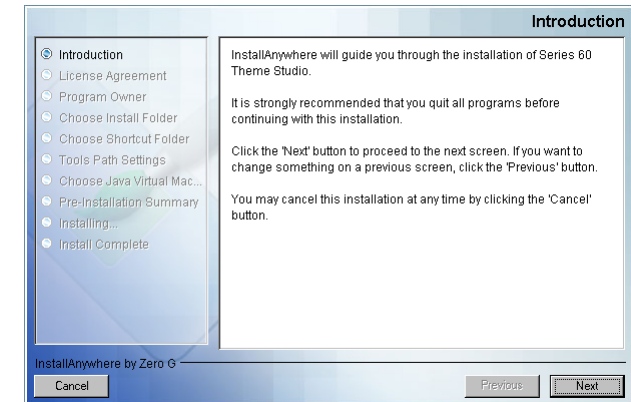 Introduction
Introduction
License Agreement
Program Owner
Choose Install Folder
Choose Shortcut Folder
Tools Path Settings
Choose Java Virtual Mac...
Pre-Installation Summary
Installing...
Install Complete
InstallAnywhere will guide you through the installation of Series 60
Theme Studio.
It is strongly recommended that you quit all programs before
continuing with this installation.
Click the 'Next' button to proceed to the next screen. If you want to
change something on a previous screen, click the 'Previous' button.
You may cancel this installation at any time by clicking the 'Cancel'
button.
InstallAnywhere by Zero G
Cancel
Previous
Next